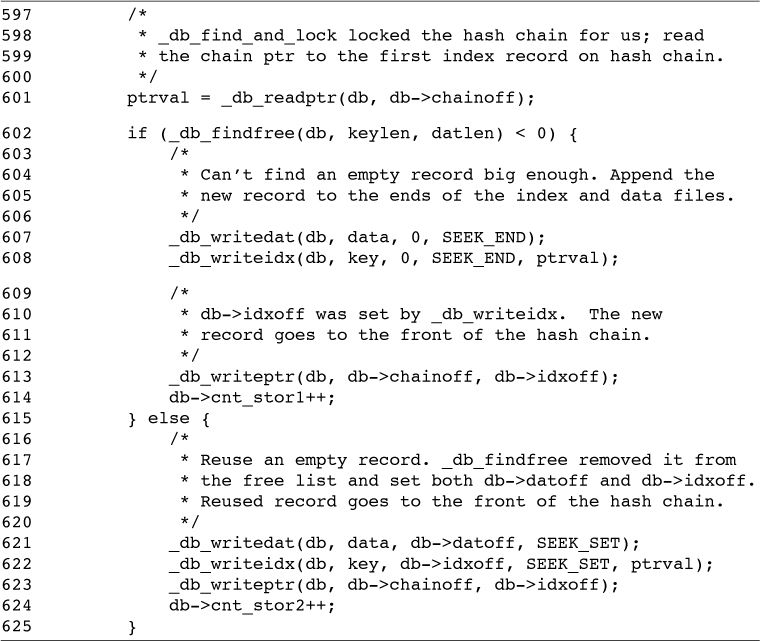 597 /*
598 * _db_find_and_lock locked the hash chain for us; read
599 * the chain ptr to the first index record on hash chain.
600 */
601 ptrval = _db_readptr(db, db->chainoff);
602 if (_db_findfree(db, keylen, datlen) < 0) {
603 /*
604 * Can't find an empty record big enough. Append the
605 * new record to the ends of the index and data files.
606 */
607 _db_writedat(db, data, 0, SEEK_END);
608 _db_writeidx(db, key, 0, SEEK_END, ptrval);
609 /*
610 * db->idxoff was set by _db_writeidx. The new
611 * record goes to the front of the hash chain.
612 */
613 _db_writeptr(db, db->chainoff, db->idxoff);
614 db->cnt_stor1++;
615 } else {
616 /*
617 * Reuse an empty record. _db_findfree removed it from
618 * the free list and set both db->datoff and db->idxoff.
619 * Reused record goes to the front of the hash chain.
620 */
621 _db_writedat(db, data, db->datoff, SEEK_SET);
622 _db_writeidx(db, key, db->idxoff, SEEK_SET, ptrval);
623 _db_writeptr(db, db->chainoff, db->idxoff);
624 db->cnt_stor2++;
625 }